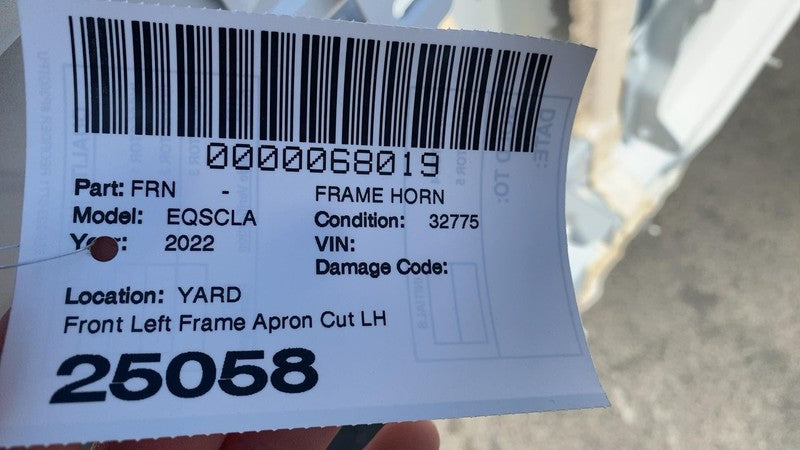 0000068019
Part: FRN - FRAME HORN
Model: EQSCLA Condition: 32775
Year: 2022 VIN:
Damage Code:
Location: YARD
Front Left Frame Apron Cut LH
25058
DATE: